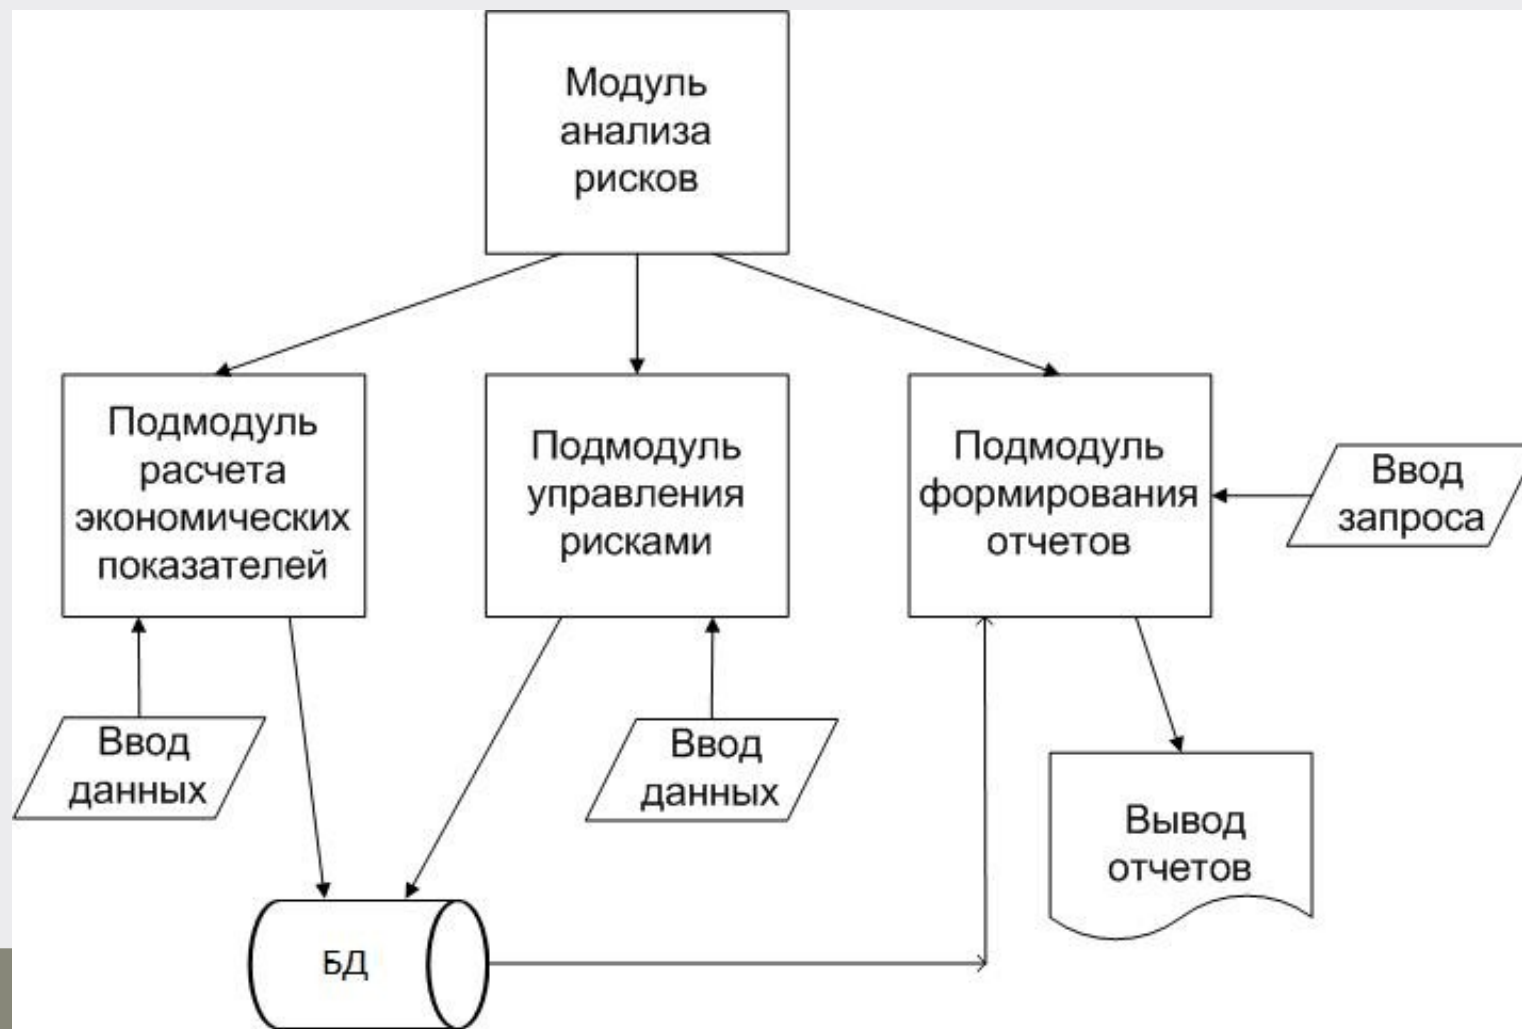 Модуль
анализа
рисков
Подмодуль
расчета
экономических
показателей
Подмодуль
управления
рисками
Подмодуль
формирования
отчетов
Ввод
запроса
Ввод
данных
Ввод
данных
Вывод
отчетов
БД